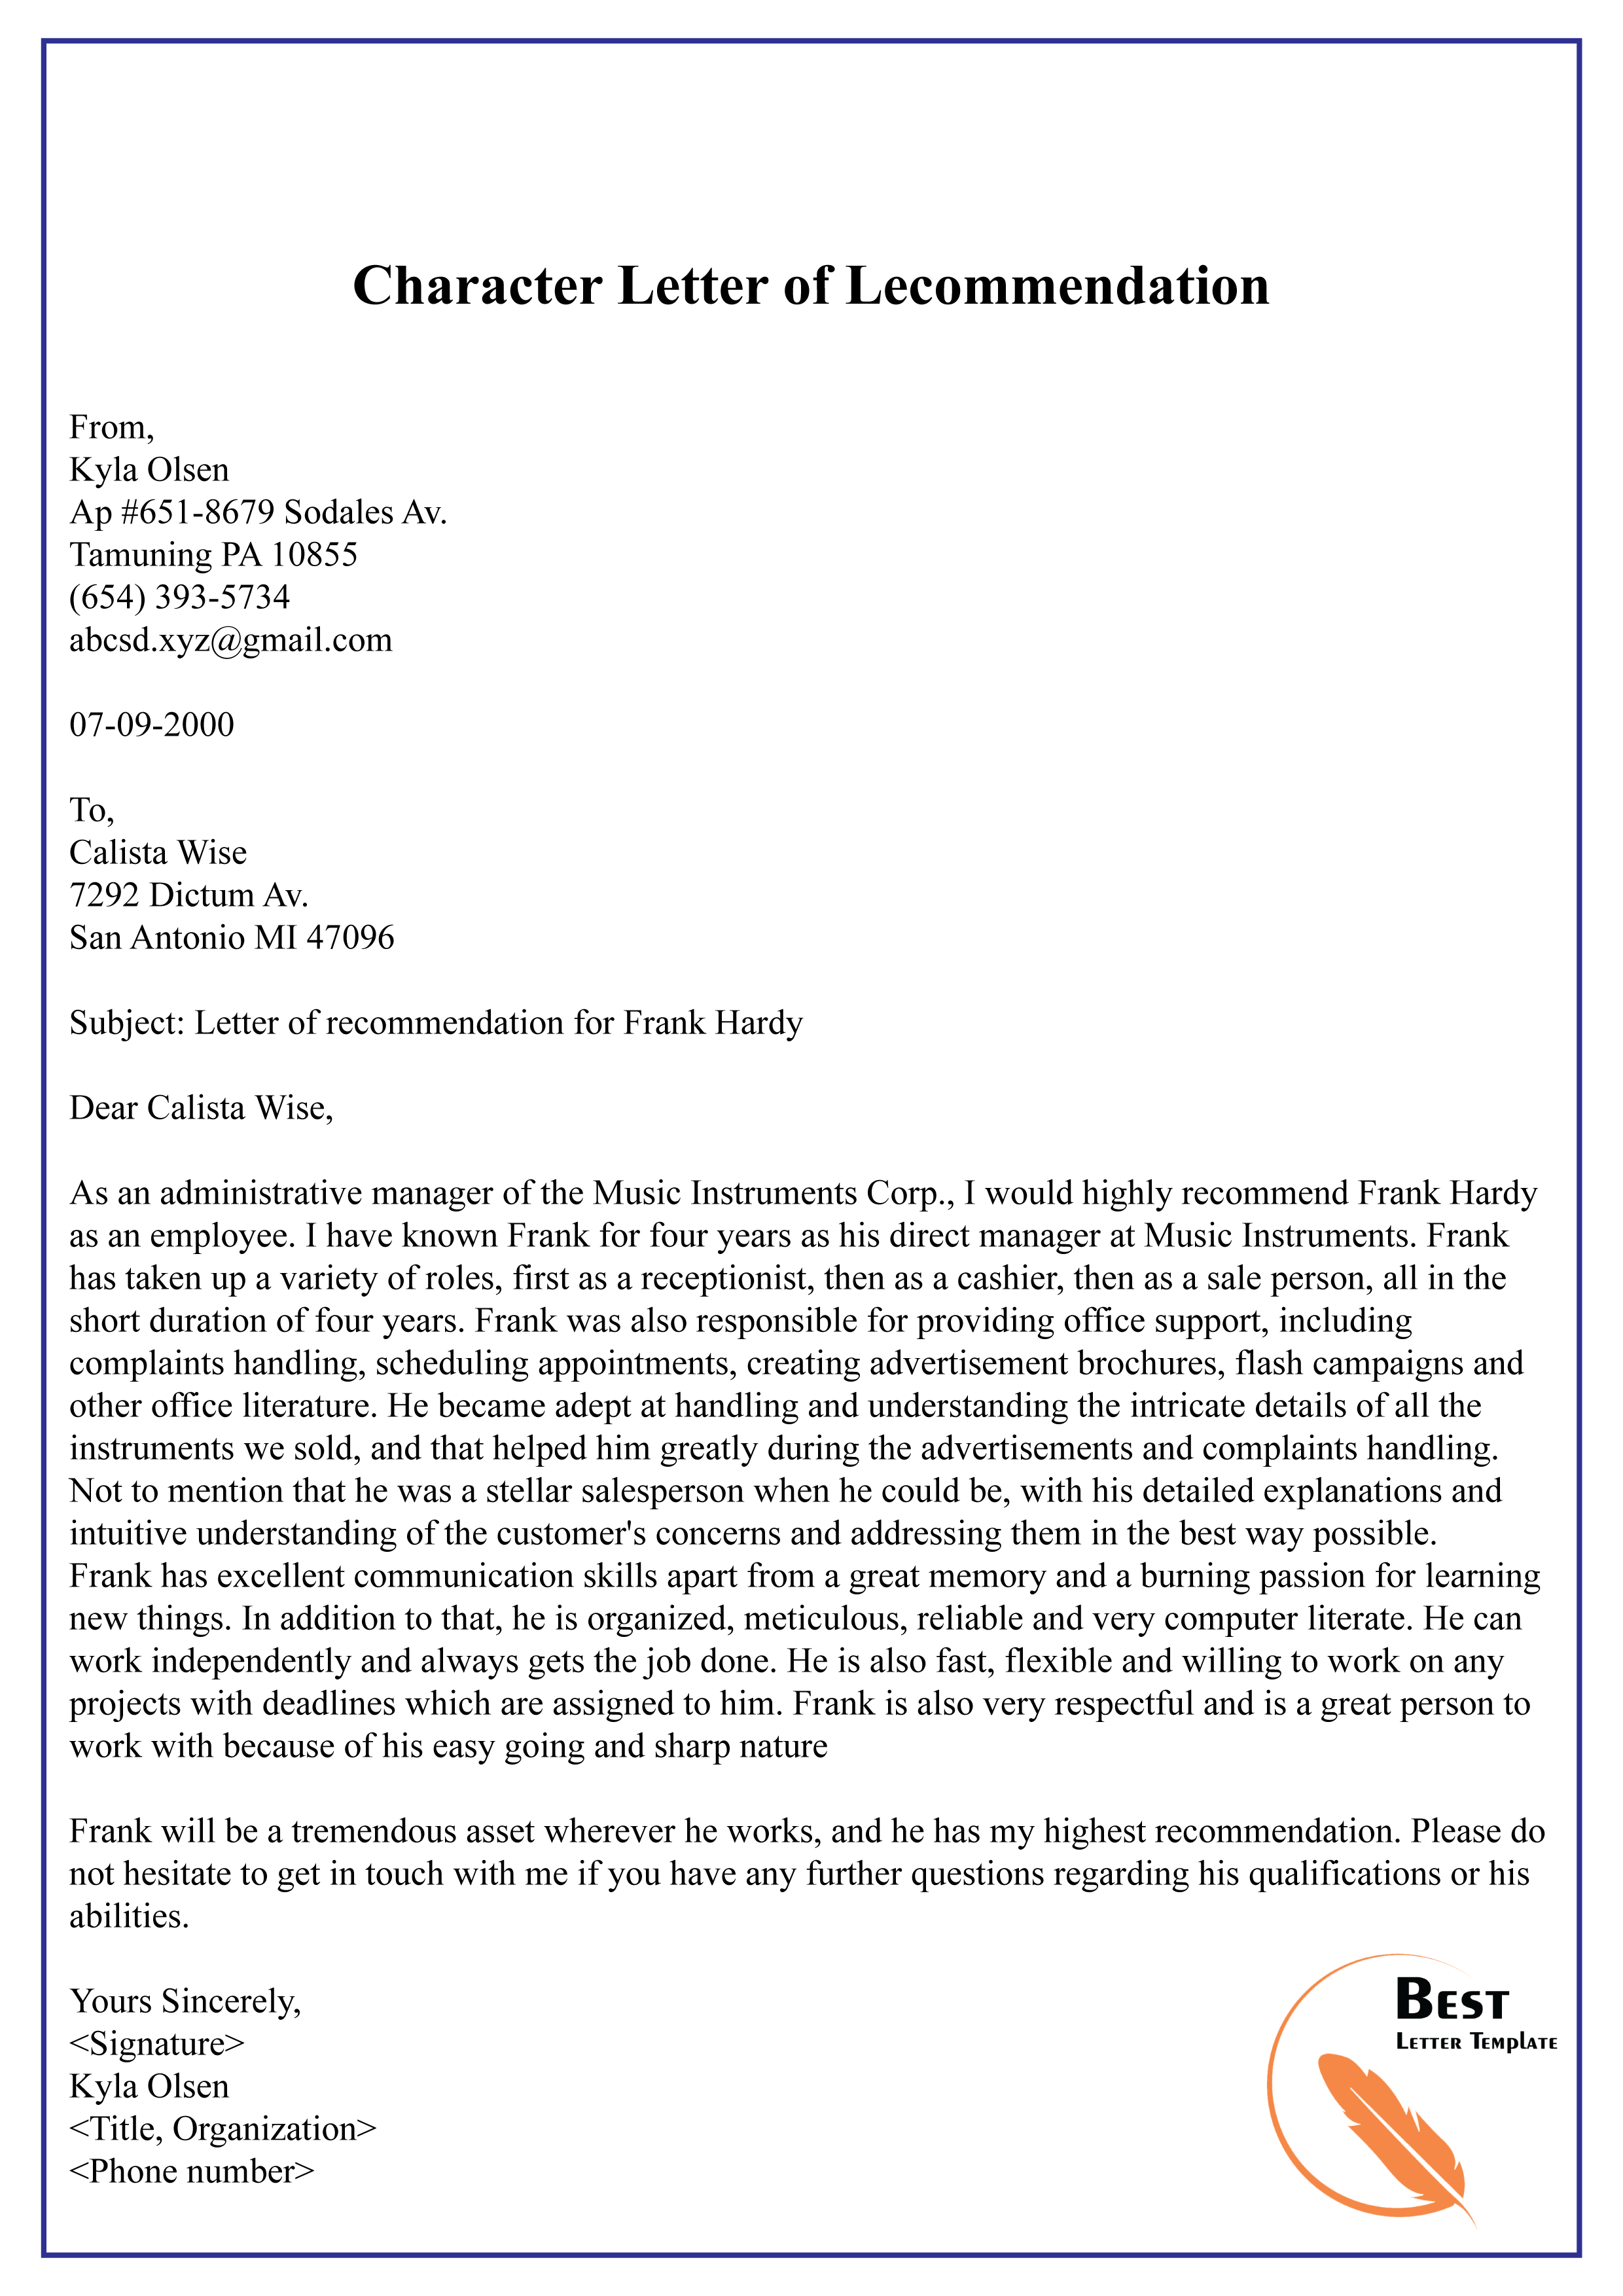 Character Letter of Lecommendation
From,
Kyla Olsen
Ap #651-8679 Sodales Av.
Tamuning PA 10855
(654) 393-5734
abcsd.xyz@gmail.com
07-09-2000
To,
Calista Wise
7292 Dictum Av.
San Antonio MI 47096
Subject: Letter of recommendation for Frank Hardy
Dear Calista Wise,
As an administrative manager of the Music Instruments Corp., I would highly recommend Frank Hardy
as an employee. I have known Frank for four years as his direct manager at Music Instruments. Frank
has taken up a variety of roles, first as a receptionist, then as a cashier, then as a sale person, all in the
short duration of four years. Frank was also responsible for providing office support, including
complaints handling, scheduling appointments, creating advertisement brochures, flash campaigns and
other office literature. He became adept at handling and understanding the intricate details of all the
instruments we sold, and that helped him greatly during the advertisements and complaints handling.
Not to mention that he was a stellar salesperson when he could be, with his detailed explanations and
intuitive understanding of the customer's concerns and addressing them in the best way possible.
Frank has excellent communication skills apart from a great memory and a burning passion for learning
new things. In addition to that, he is organized, meticulous, reliable and very computer literate. He can
work independently and always gets the job done. He is also fast, flexible and willing to work on any
projects with deadlines which are assigned to him. Frank is also very respectful and is a great person to
work with because of his easy going and sharp nature
Frank will be a tremendous asset wherever he works, and he has my highest recommendation. Please do
not hesitate to get in touch with me if you have any further questions regarding his qualifications or his
abilities.
Yours Sincerely,
<Signature>
Kyla Olsen
<Title, Organization>
<Phone number>
Best
Letter Template